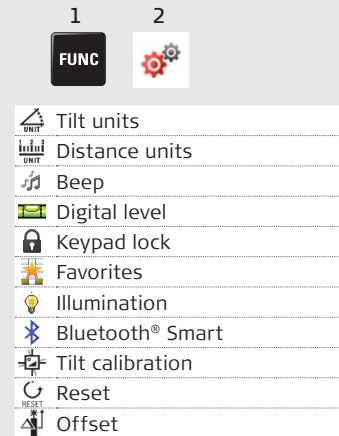 1 2
FUNC
UNIT Tilt units
UNIT Distance units
Beep
Digital level
Keypad lock
Favorites
Illumination
Bluetooth® Smart
Tilt calibration
RESET Reset
Offset